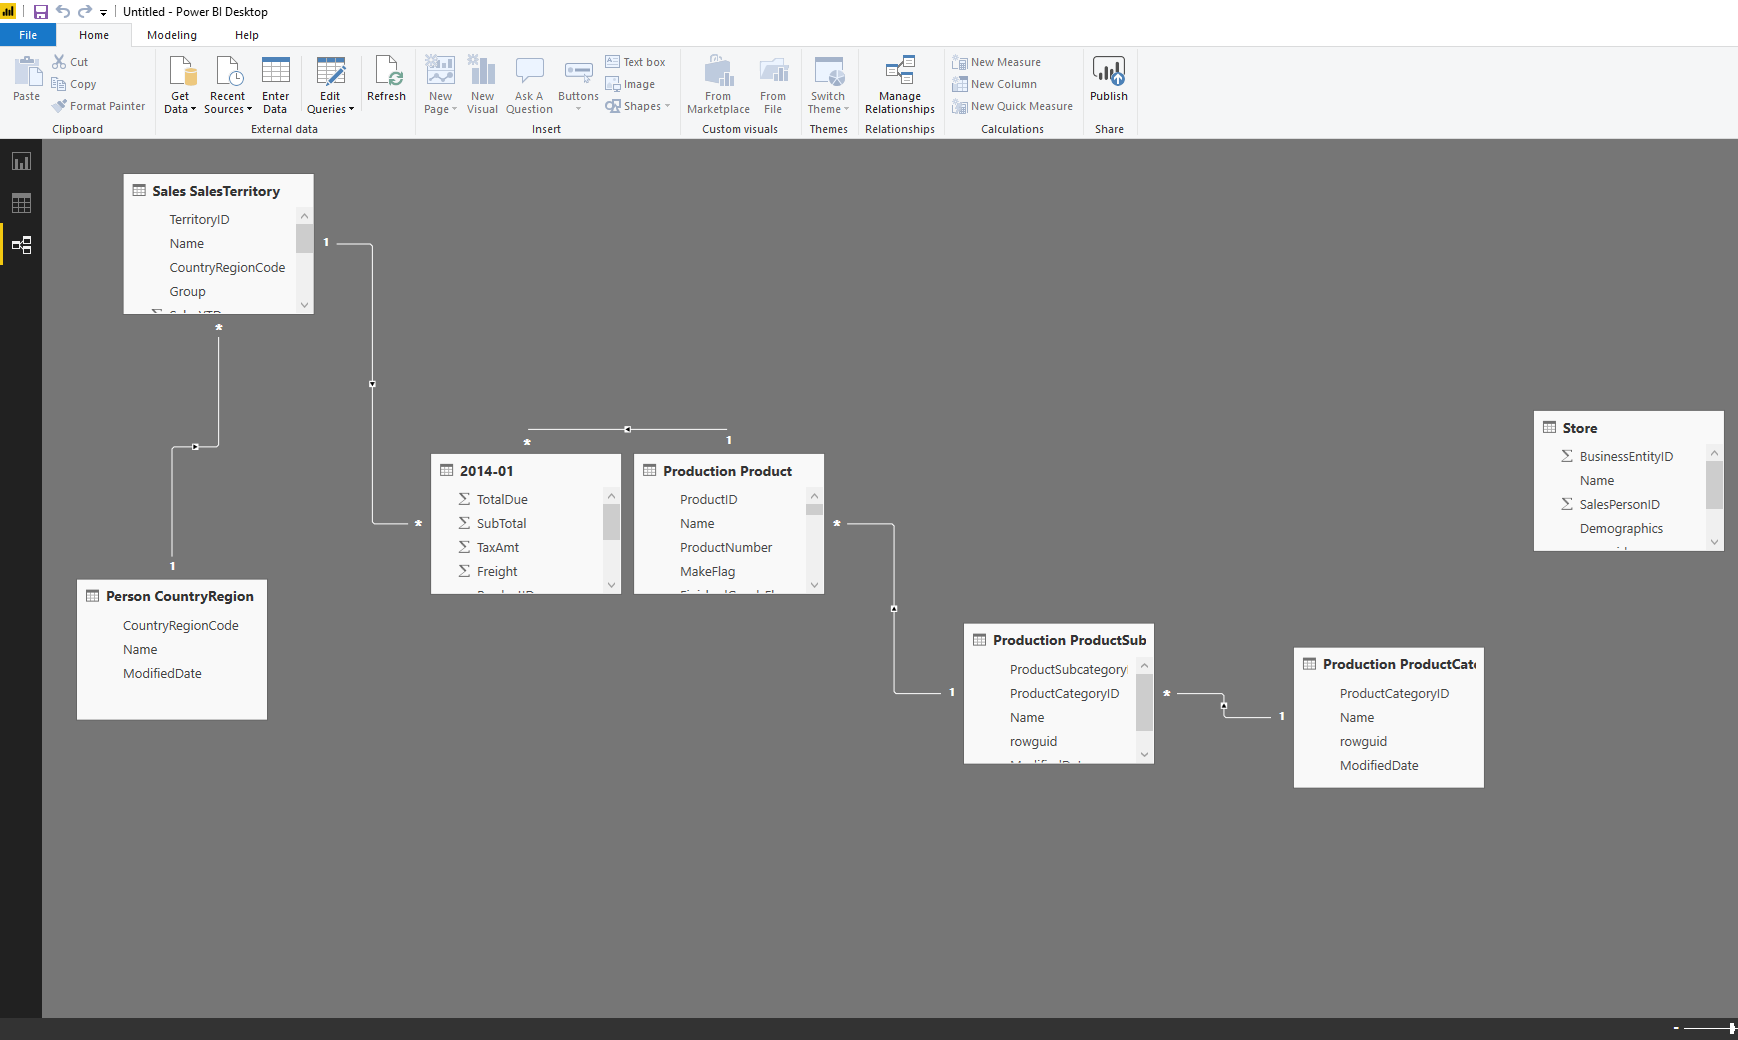 Untitled - Power BI Desktop
File
Home
Modeling
Help
Paste
Cut
Copy
Format Painter
Clipboard
Get
Data
Recent
Sources
Enter
Data
Edit
Queries
Refresh
External data
New
Page
New
Visual
Ask A
Question
Buttons
Text box
Image
Shapes
Insert
From
Marketplace
From
File
Custom visuals
Switch
Theme
Themes
Manage
Relationships
Relationships
New Measure
New Column
New Quick Measure
Calculations
Publish
Share
Sales SalesTerritory
TerritoryID
Name
CountryRegionCode
Group
1
*
1
Person CountryRegion
CountryRegionCode
Name
ModifiedDate
*
*
1
2014-01
TotalDue
SubTotal
TaxAmt
Freight
Production Product
ProductID
Name
ProductNumber
MakeFlag
*
1
Production ProductSub
ProductSubcategory
ProductCategoryID
Name
rowguid
*
1
Production ProductCat
ProductCategoryID
Name
rowguid
ModifiedDate
Store
BusinessEntityID
Name
SalesPersonID
Demographics